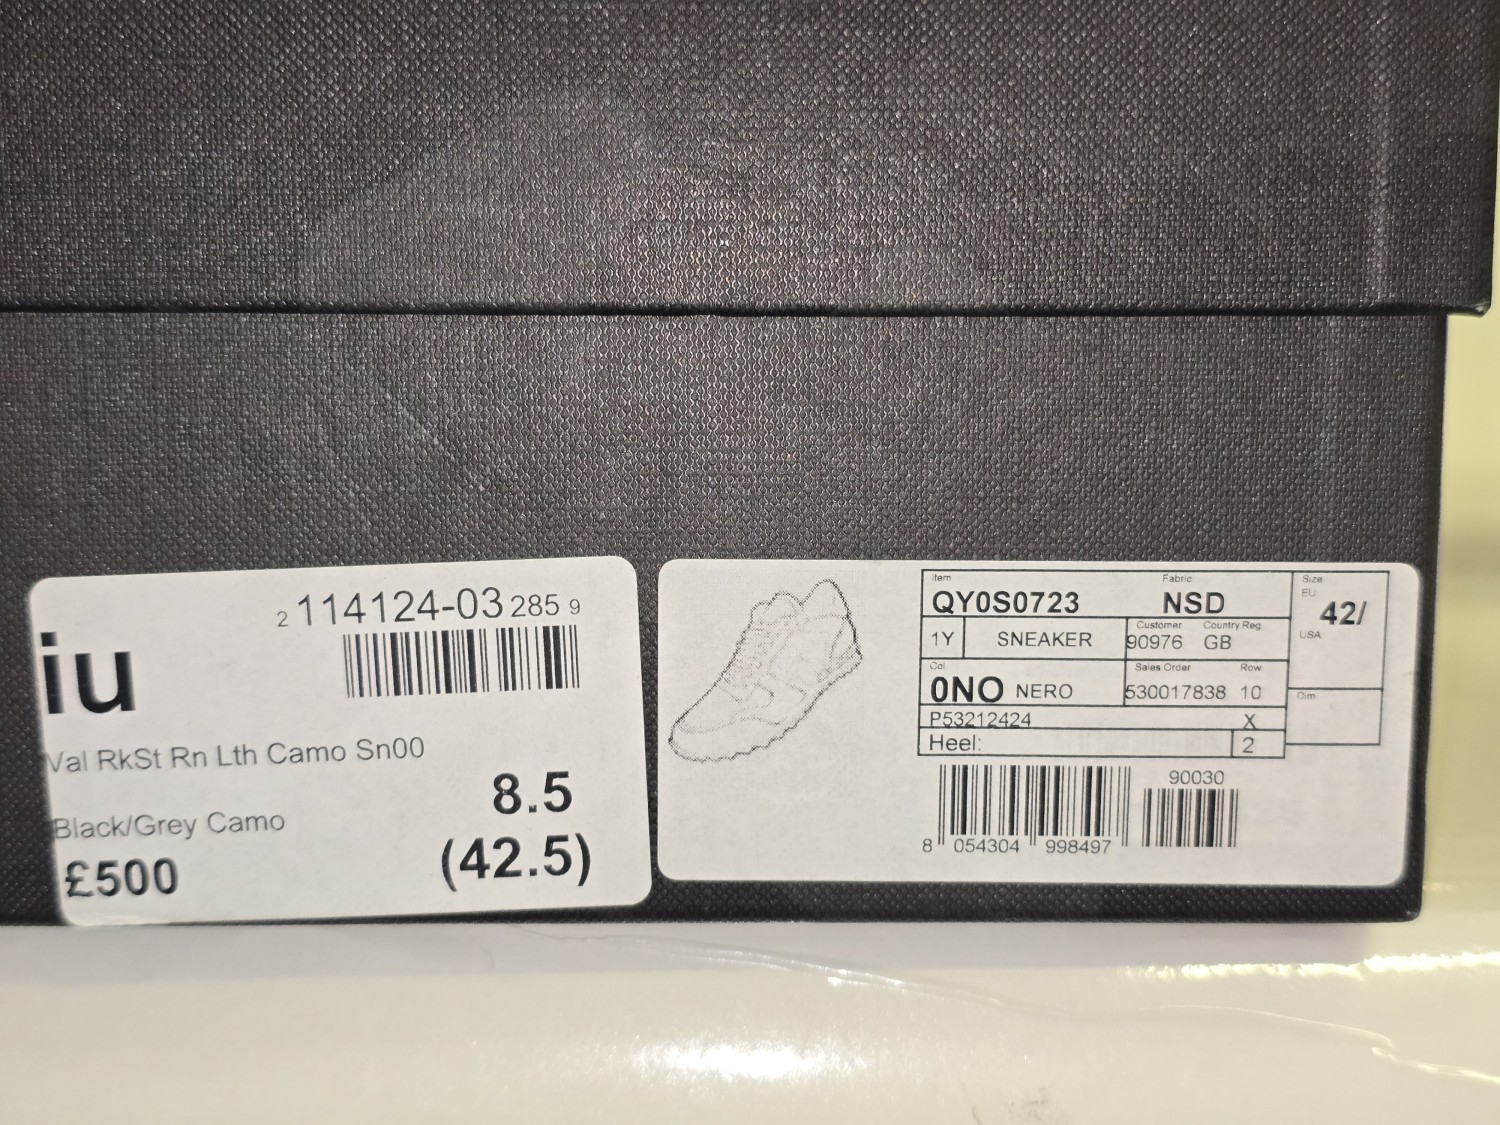 2 114124-03 285 9
iu
Val RkSt Rn Lth Camo Sn00
8.5
Black/Grey Camo
(42.5)
£500
Item Fabric Size
QY0S0723 NSD EU 42/
1Y SNEAKER Customer Country Reg. USA
90976 GB
Col Sales Order Row
0NO NERO 530017838 10 Dim
P53212424 X
Heel: 2
90030
8 054304 998497